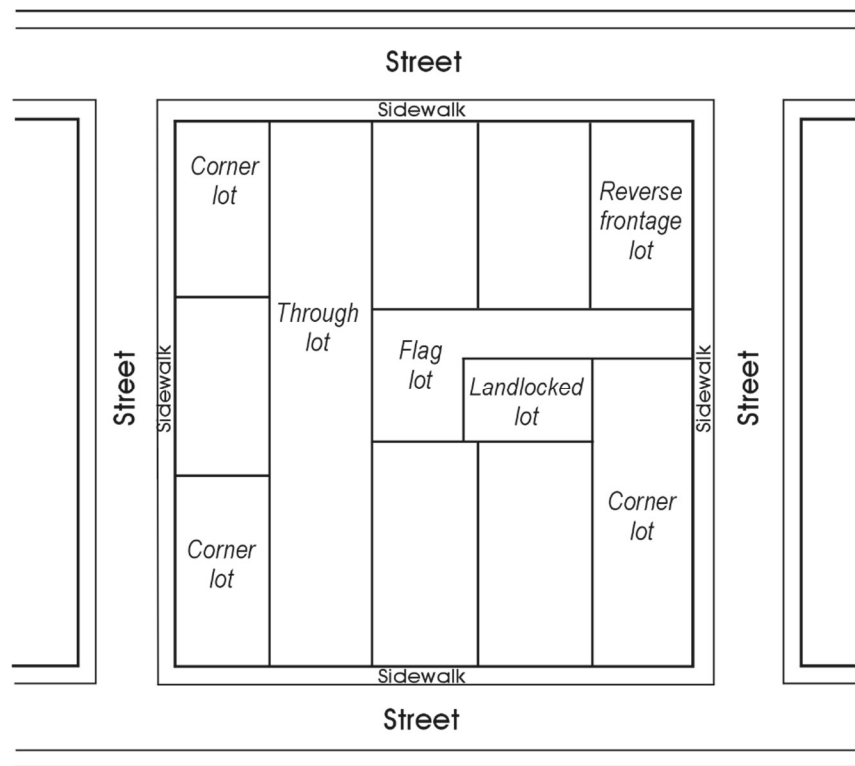 Street
Sidewalk
Corner
lot
Reverse
frontage
lot
Through
lot
Flag
lot
Landlocked
lot
Street
Sidewalk
Sidewalk
Street
Corner
lot
Corner
lot
Sidewalk
Street